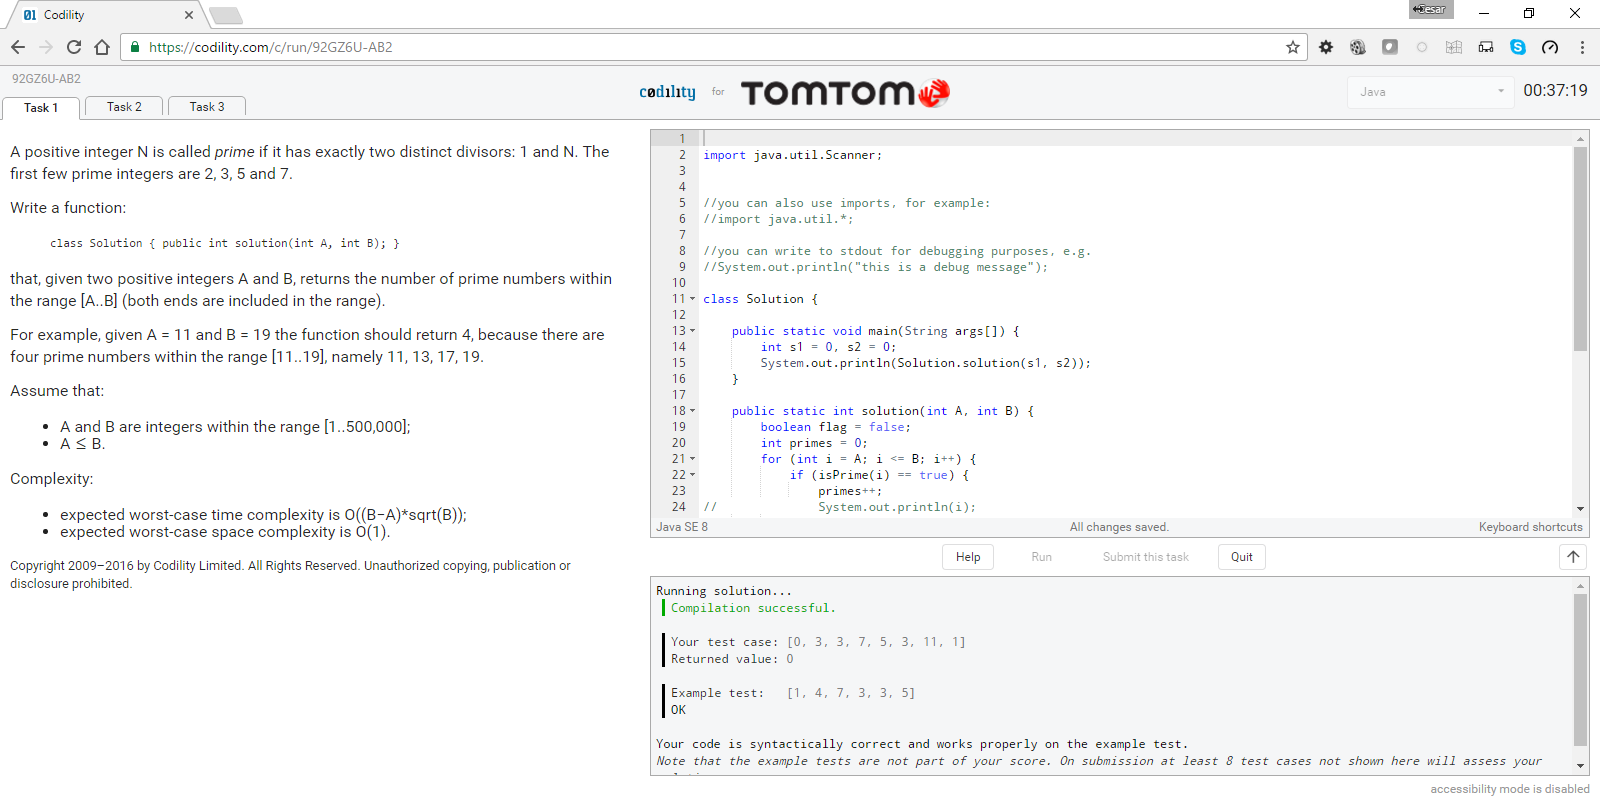 Codility
Cesar
https://codility.com/c/run/92GZ6U-AB2
92GZ6U-AB2
Task 1
Task 2
Task 3
codility for TOMTOM
Java
00:37:19
A positive integer N is called prime if it has exactly two distinct divisors: 1 and N. The
first few prime integers are 2, 3, 5 and 7.
Write a function:
class Solution { public int solution(int A, int B); }
that, given two positive integers A and B, returns the number of prime numbers within
the range [A..B] (both ends are included in the range).
For example, given A = 11 and B = 19 the function should return 4, because there are
four prime numbers within the range [11..19], namely 11, 13, 17, 19.
Assume that:
• A and B are integers within the range [1..500,000];
• A ≤ B.
Complexity:
• expected worst-case time complexity is O((B−A)*sqrt(B));
• expected worst-case space complexity is O(1).
Copyright 2009–2016 by Codility Limited. All Rights Reserved. Unauthorized copying, publication or
disclosure prohibited.
1
2 import java.util.Scanner;
3
4
5 //you can also use imports, for example:
6 //import java.util.*;
7
8 //you can write to stdout for debugging purposes, e.g.
9 //System.out.println("this is a debug message");
10
11 class Solution {
12
13 public static void main(String args[]) {
14 int s1 = 0, s2 = 0;
15 System.out.println(Solution.solution(s1, s2));
16 }
17
18 public static int solution(int A, int B) {
19 boolean flag = false;
20 int primes = 0;
21 for (int i = A; i <= B; i++) {
22 if (isPrime(i) == true) {
23 primes++;
24 // System.out.println(i);
Java SE 8
All changes saved.
Keyboard shortcuts
Help
Run
Submit this task
Quit
Running solution...
Compilation successful.
Your test case: [0, 3, 3, 7, 5, 3, 11, 1]
Returned value: 0
Example test: [1, 4, 7, 3, 3, 5]
OK
Your code is syntactically correct and works properly on the example test.
Note that the example tests are not part of your score. On submission at least 8 test cases not shown here will assess your
accessibility mode is disabled